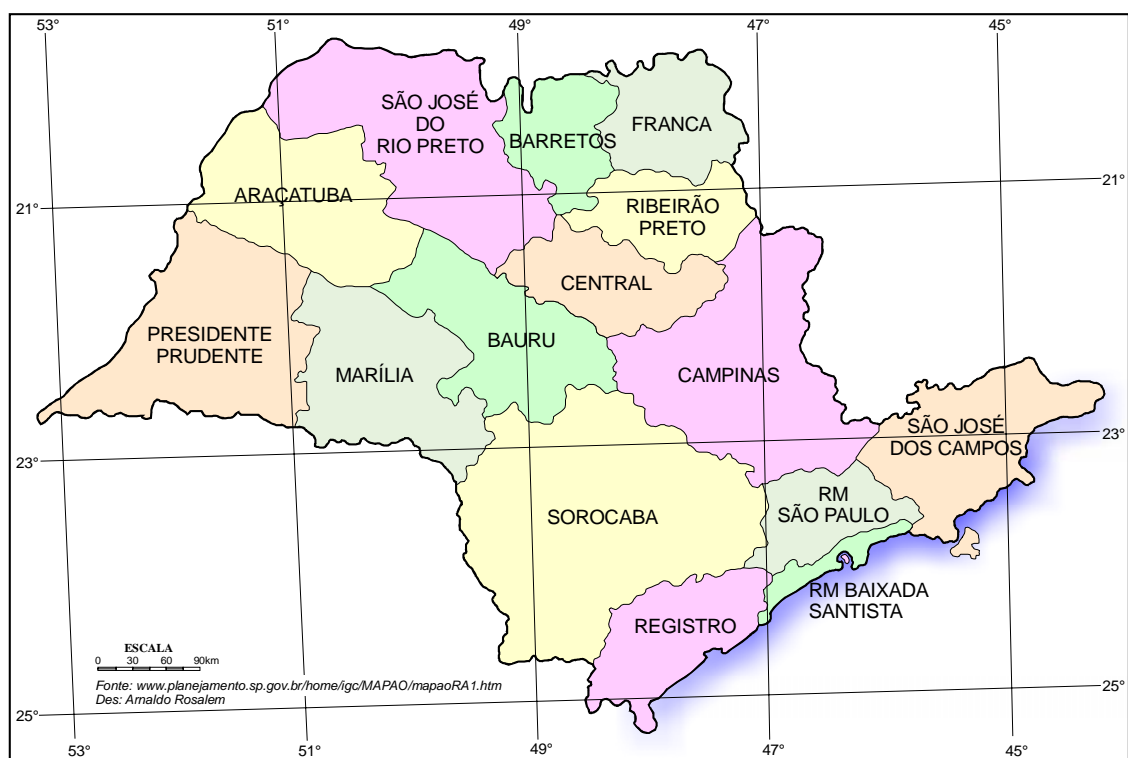 53°
51°
49°
47°
45°
SÃO JOSÉ
DO
RIO PRETO
BARRETOS
FRANCA
ARAÇATUBA
21°
21°
RIBEIRÃO
PRETO
CENTRAL
PRESIDENTE
PRUDENTE
BAURU
MARÍLIA
CAMPINAS
SÃO JOSÉ
DOS CAMPOS
23°
23°
RM
SÃO PAULO
SOROCABA
RM BAIXADA
SANTISTA
REGISTRO
ESCALA
0 30 60 90km
Fonte: www.planejamento.sp.gov.br/home/igc/MAPAO/mapaoRA1.htm
Des: Arnaldo Rosalem
25°
25°
53°
51°
49°
47°
45°